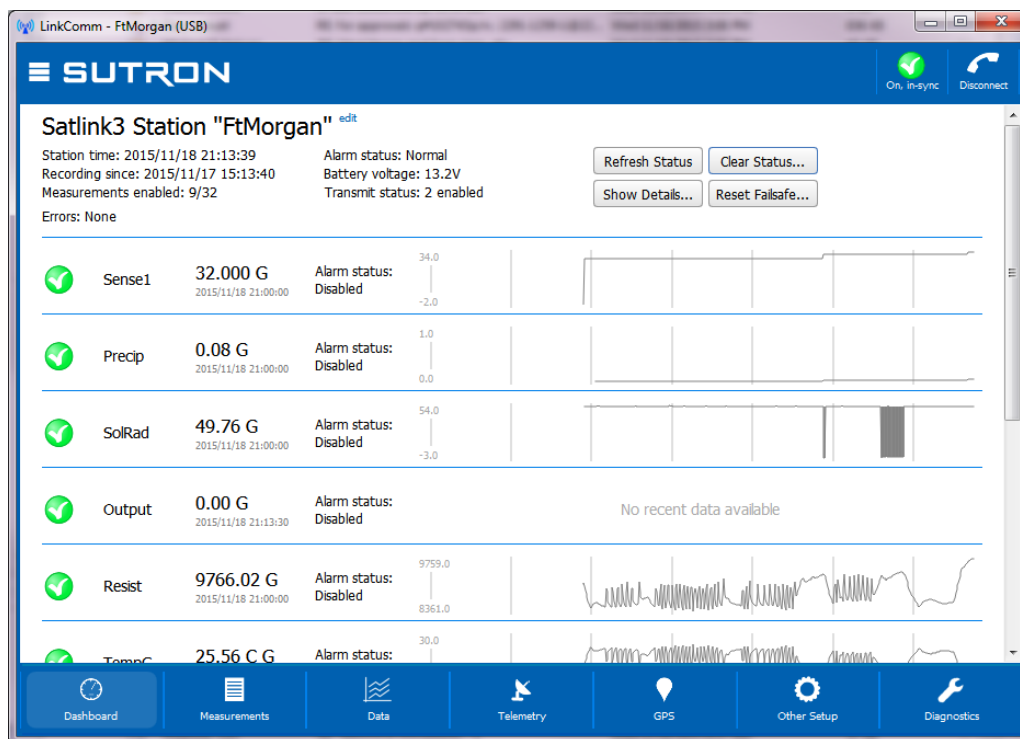 LinkComm - FtMorgan (USB)
SUTRON
On, in-sync
Disconnect
Satlink3 Station "FtMorgan" edit
Station time: 2015/11/18 21:13:39
Alarm status: Normal
Recording since: 2015/11/17 15:13:40
Battery voltage: 13.2V
Measurements enabled: 9/32
Transmit status: 2 enabled
Errors: None
Refresh Status
Clear Status...
Show Details...
Reset Failsafe...
Sense1
32.000 G
2015/11/18 21:00:00
Alarm status:
Disabled
34.0
-2.0
Precip
0.08 G
2015/11/18 21:00:00
Alarm status:
Disabled
1.0
0.0
SolRad
49.76 G
2015/11/18 21:00:00
Alarm status:
Disabled
54.0
-3.0
Output
0.00 G
2015/11/18 21:13:30
Alarm status:
Disabled
No recent data available
Resist
9766.02 G
2015/11/18 21:00:00
Alarm status:
Disabled
9759.0
8361.0
TempC
25.56 C G
Alarm status:
30.0
Dashboard
Measurements
Data
Telemetry
GPS
Other Setup
Diagnostics